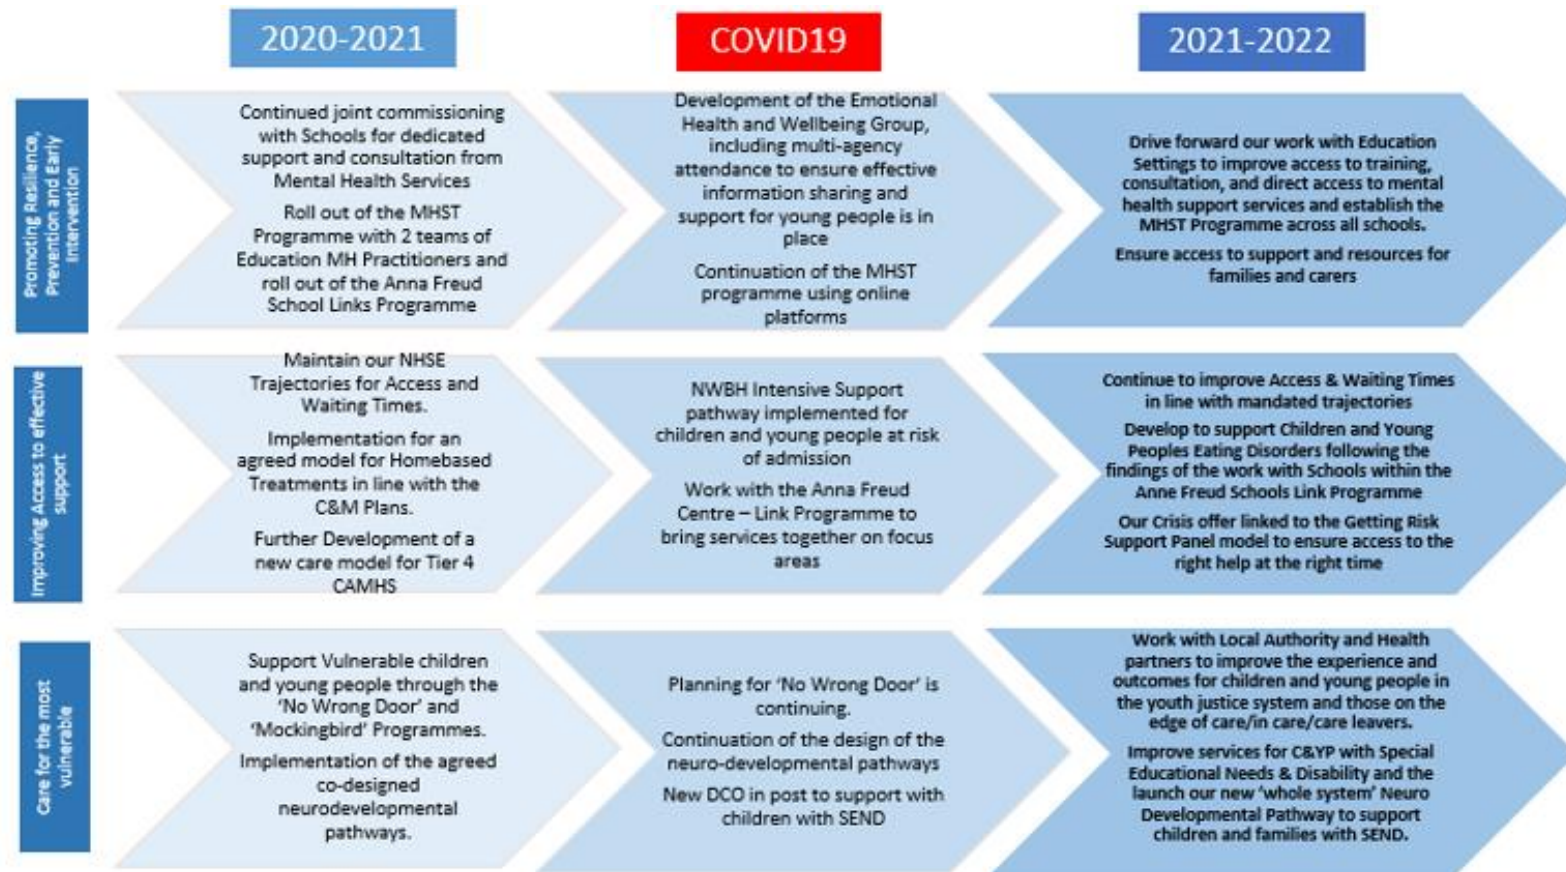 2020-2021
COVID19
2021-2022
Promoting Resilience,
Prevention and Early
Intervention
Continued joint commissioning
with Schools for dedicated
support and consultation from
Mental Health Services
Roll out of the MHST
Programme with 2 teams of
Education MH Practitioners and
roll out of the Anna Freud
School Links Programme
Development of the Emotional
Health and Wellbeing Group,
including multi-agency
attendance to ensure effective
information sharing and
support for young people is in
place
Continuation of the MHST
programme using online
platforms
Drive forward our work with Education
Settings to improve access to training,
consultation, and direct access to mental
health support services and establish the
MHST Programme across all schools.
Ensure access to support and resources for
families and carers
Improving Access to effective
support
Maintain our NHSE
Trajectories for Access and
Waiting Times.
Implementation for an
agreed model for Homebased
Treatments in line with the
C&M Plans.
Further Development of a
new care model for Tier 4
CAMHS
NWBH Intensive Support
pathway implemented for
children and young people at risk
of admission
Work with the Anna Freud
Centre – Link Programme to
bring services together on focus
areas
Continue to improve Access & Waiting Times
in line with mandated trajectories
Develop to support Children and Young
Peoples Eating Disorders following the
findings of the work with Schools within the
Anne Freud Schools Link Programme
Our Crisis offer linked to the Getting Risk
Support Panel model to ensure access to the
right help at the right time
Care for the most
vulnerable
Support Vulnerable children
and young people through the
‘No Wrong Door’ and
‘Mockingbird’ Programmes.
Implementation of the agreed
co-designed
neurodevelopmental
pathways.
Planning for ‘No Wrong Door’ is
continuing.
Continuation of the design of the
neuro-developmental pathways
New DCO in post to support with
children with SEND
Work with Local Authority and Health
partners to improve the experience and
outcomes for children and young people in
the youth justice system and those on the
edge of care/in care/care leavers.
Improve services for C&YP with Special
Educational Needs & Disability and the
launch our new ‘whole system’ Neuro
Developmental Pathway to support
children and families with SEND.